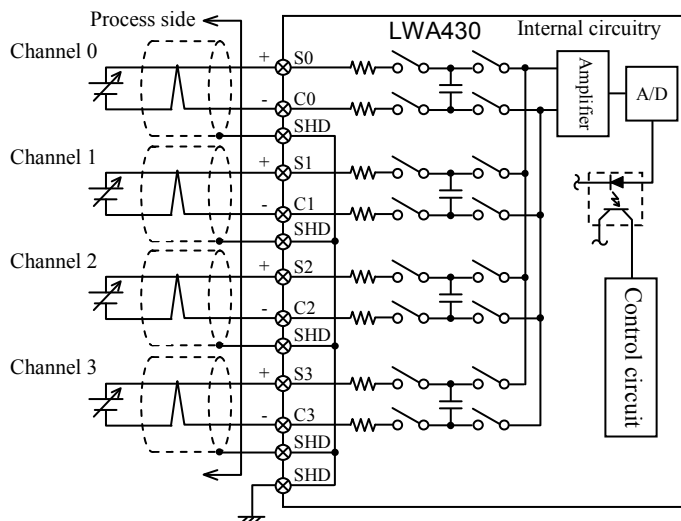 Process side
LWA430
Internal circuitry
Channel 0
+
S0
-
C0
SHD
Amplifier
A/D
Channel 1
+
S1
-
C1
SHD
Channel 2
+
S2
-
C2
SHD
Control circuit
Channel 3
+
S3
-
C3
SHD
SHD